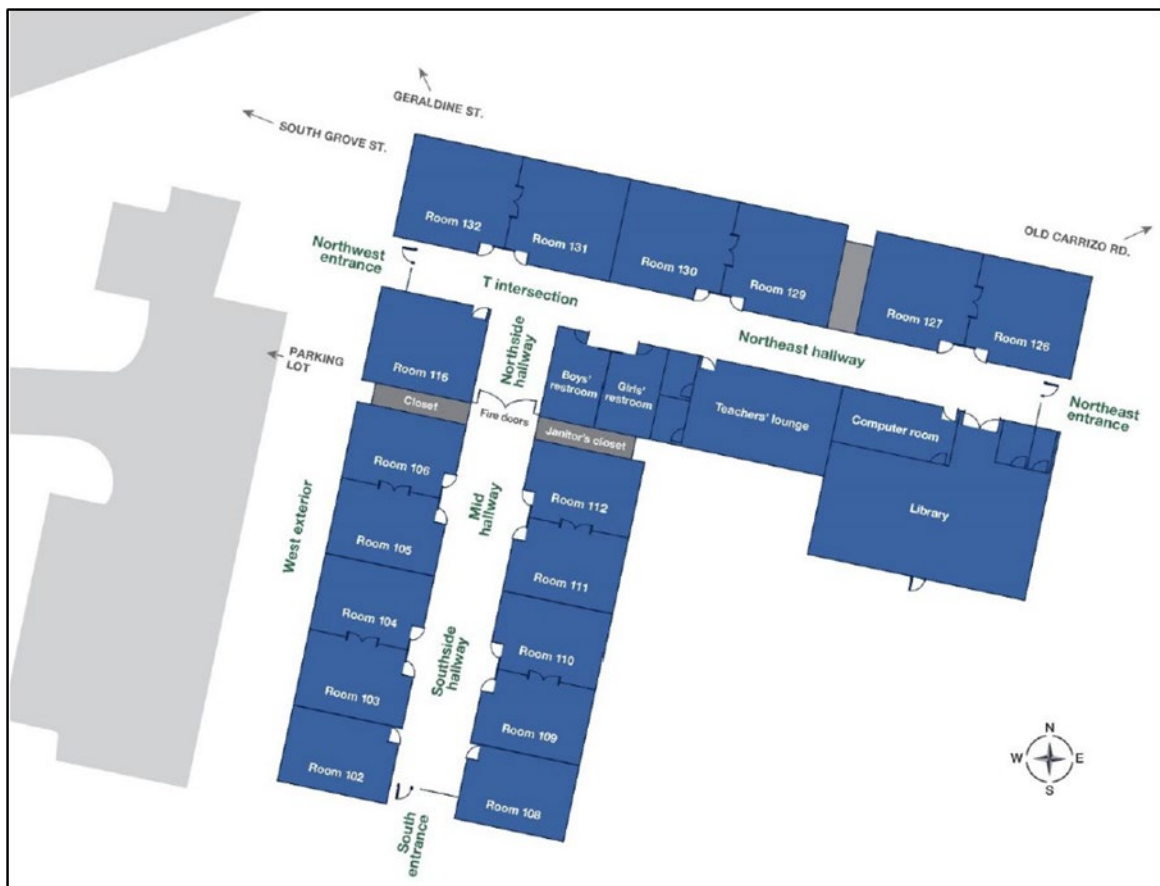 GERALDINE ST.
SOUTH GROVE ST.
OLD CARRIZO RD.
Room 132
Room 131
Room 130
Room 129
Room 127
Room 126
Northwest
entrance
T intersection
Northeast hallway
Northeast
entrance
PARKING
LOT
Room 116
Northside
hallway
Boys'
restroom
Girls'
restroom
Teachers' lounge
Computer room
Library
Closet
Fire doors
Janitor's closet
Room 106
Mid
hallway
Room 112
West exterior
Room 105
Room 111
Room 104
Southside
hallway
Room 110
Room 103
Room 109
Room 102
Room 108
South
entrance
N
W
E
S